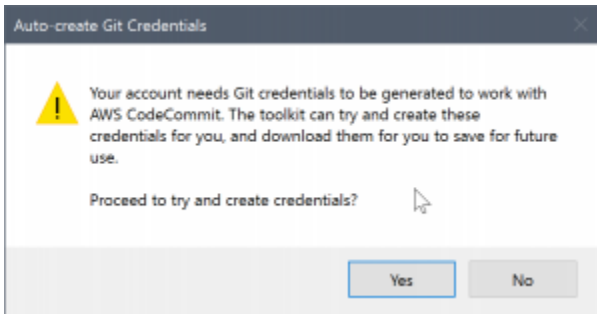 Auto-create Git Credentials
Your account needs Git credentials to be generated to work with
AWS CodeCommit. The toolkit can try and create these
credentials for you, and download them for you to save for future
use.
Proceed to try and create credentials?
Yes No